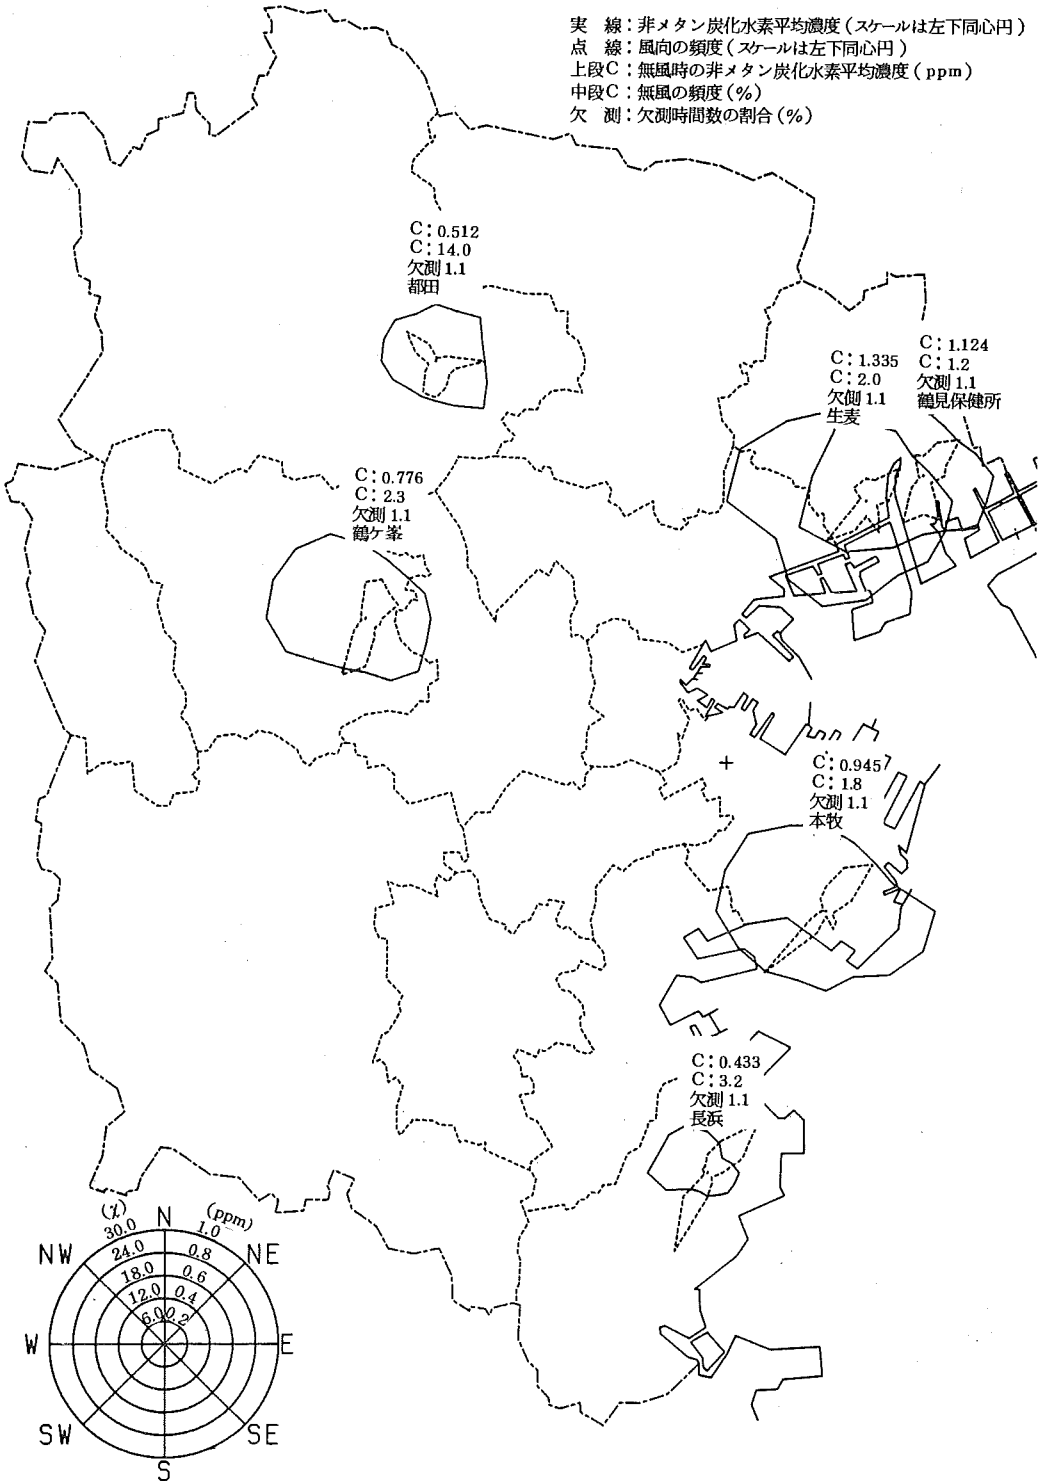 実　線：非メタン炭化水素平均濃度(スケールは左下同心円)
点　線：風向の頻度(スケールは左下同心円)
上段C：無風時の非メタン炭化水素平均濃度(ppm)
中段C：無風の頻度(%)
欠　測：欠測時間数の割合(%)
C：0.512
C：14.0
欠測 1.1
都田
C：1.124
C：1.2
欠測 1.1
鶴見保健所
C：1.335
C：2.0
欠側 1.1
生麦
C：0.776
C：2.3
欠測 1.1
鶴ケ峯
C：0.945
C：1.8
欠測 1.1
本牧
C：0.433
C：3.2
欠測 1.1
長浜
(%) N (ppm)
30.0 1.0
NW 24.0 0.8 NE
18.0 0.6
12.0 0.4
6.0 0.2
W E
SW SE
S